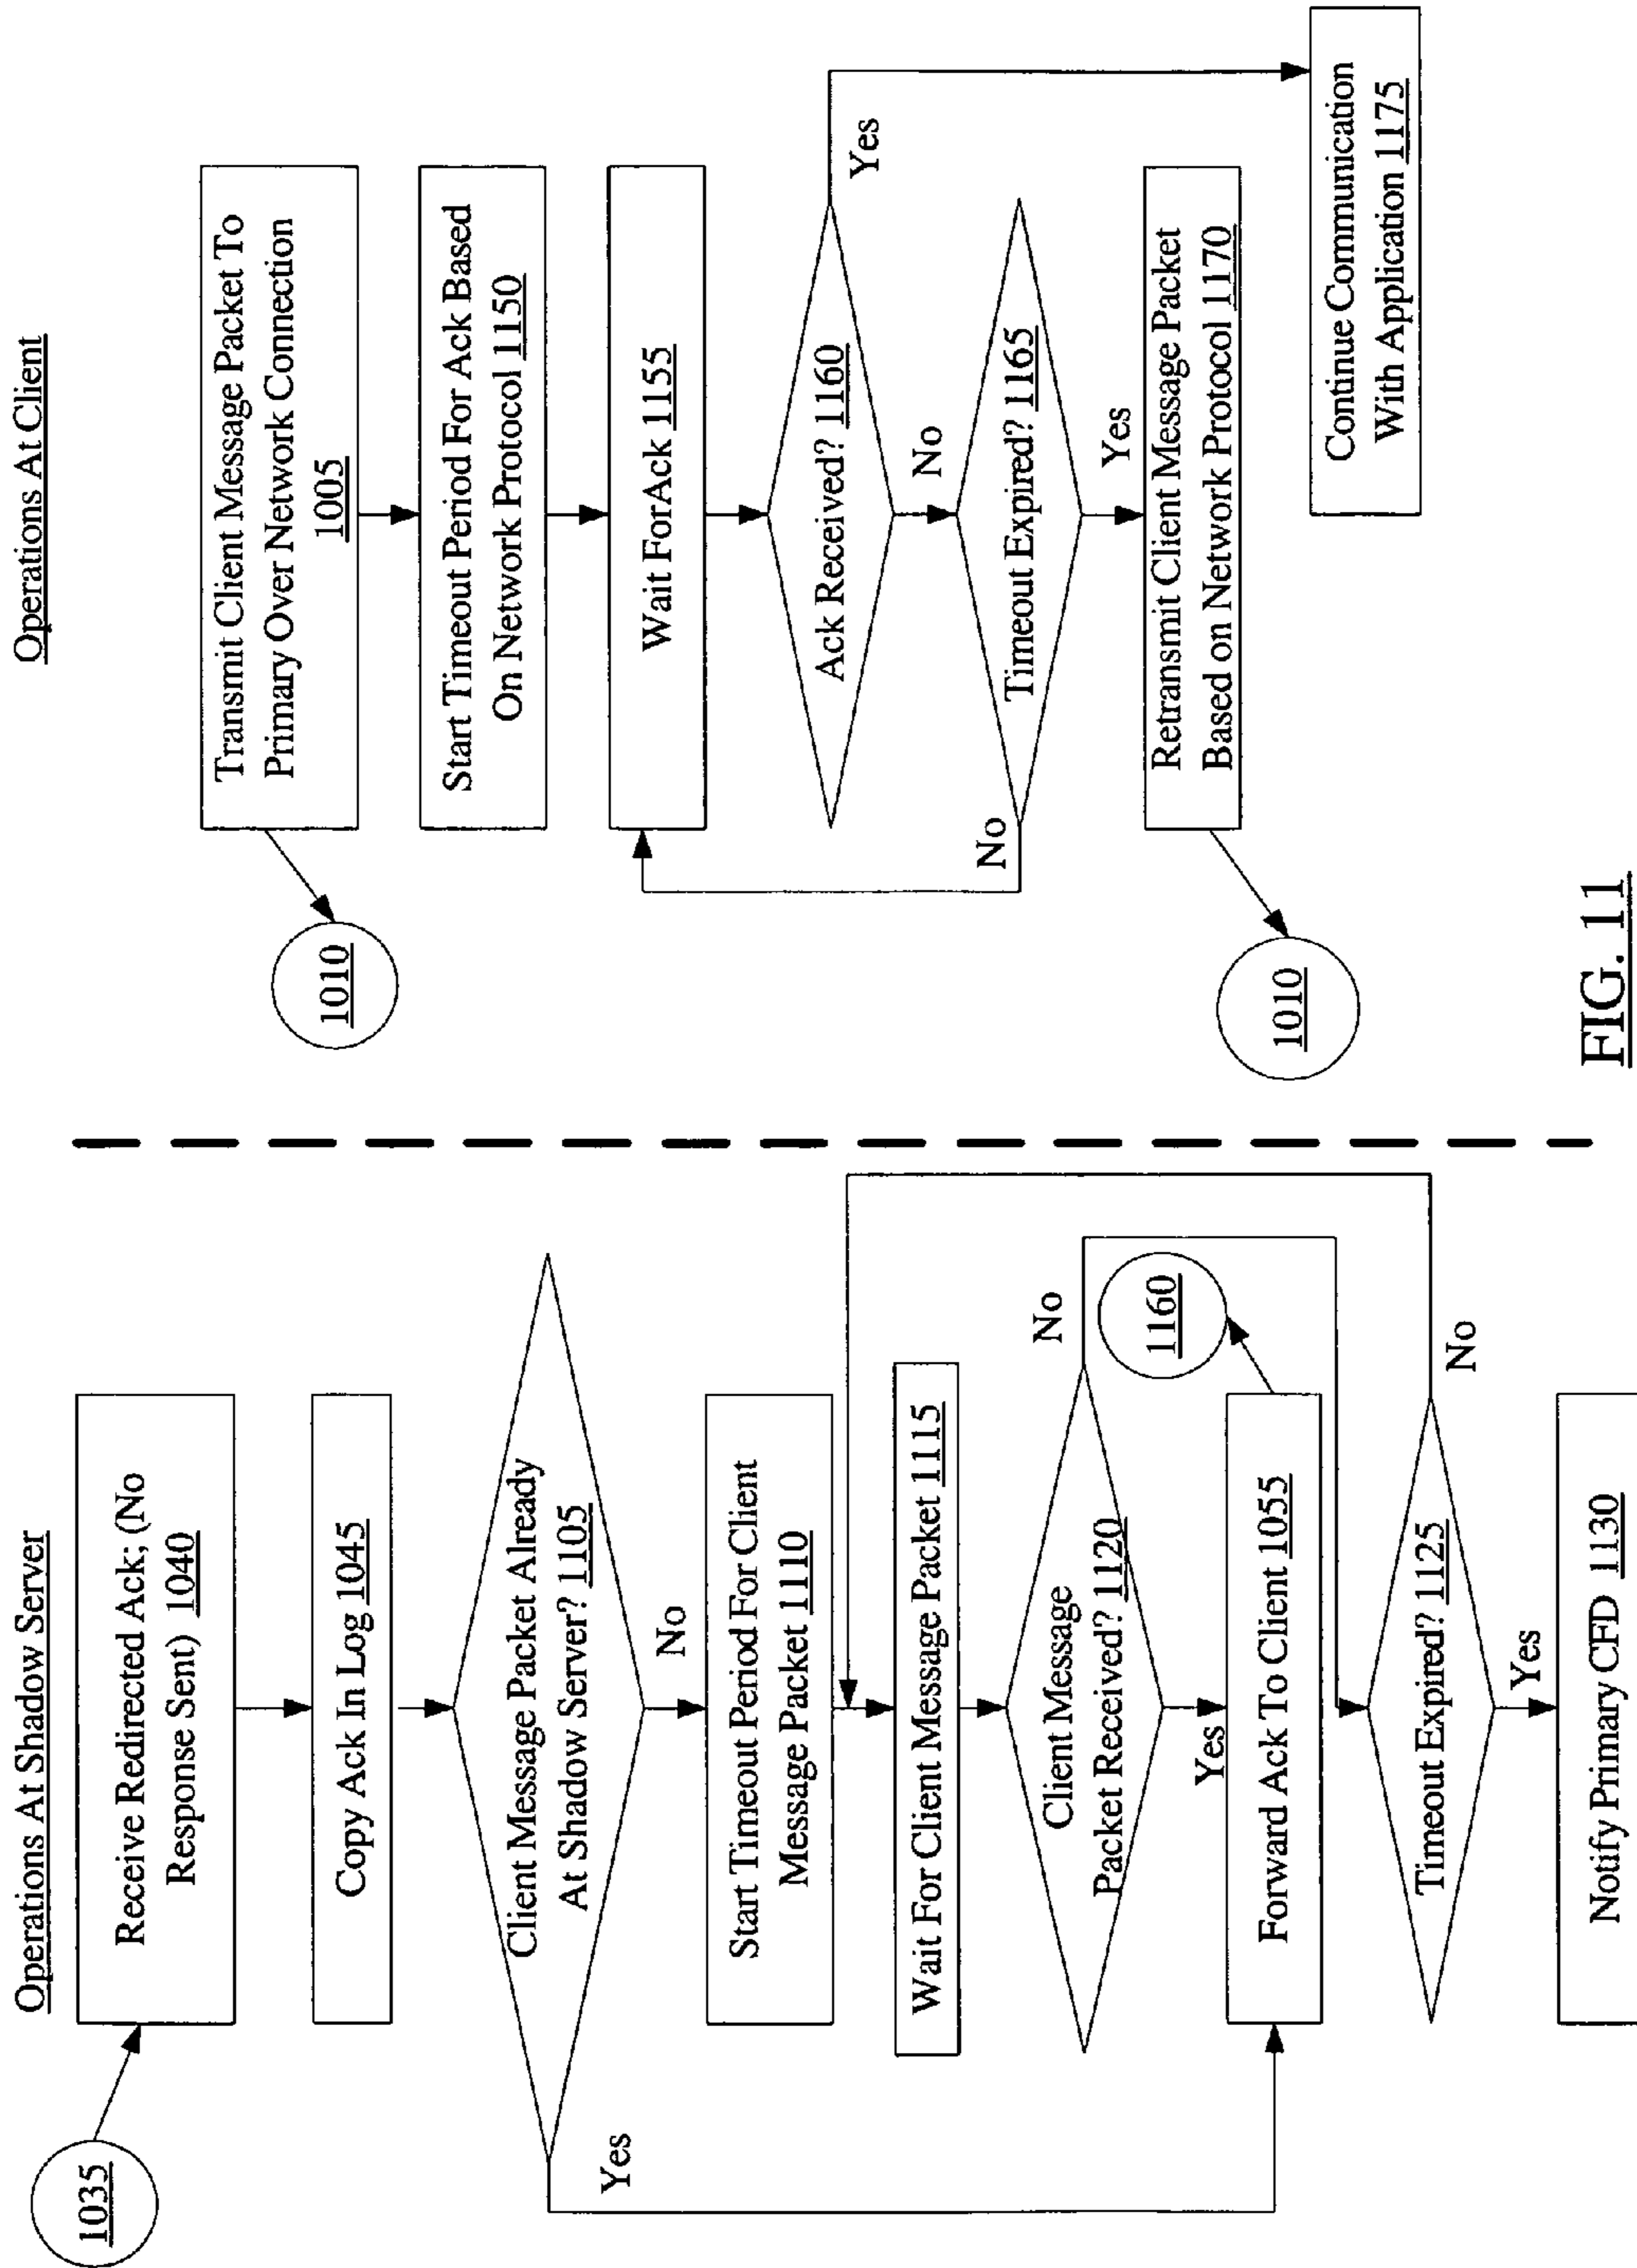 Operations At Shadow Server
1035
Receive Redirected Ack; (No
Response Sent) 1040
Copy Ack In Log 1045
Client Message Packet Already
At Shadow Server? 1105
Yes
No
Start Timeout Period For Client
Message Packet 1110
Wait For Client Message Packet 1115
Client Message
Packet Received? 1120
No
Yes
1160
Forward Ack To Client 1055
Timeout Expired? 1125
No
Yes
Notify Primary CFD 1130
Operations At Client
Transmit Client Message Packet To
Primary Over Network Connection
1005
1010
Start Timeout Period For Ack Based
On Network Protocol 1150
Wait ForAck 1155
Ack Received? 1160
Yes
No
Timeout Expired? 1165
No
Yes
Retransmit Client Message Packet
Based on Network Protocol 1170
1010
Continue Communication
With Application 1175
FIG. 11